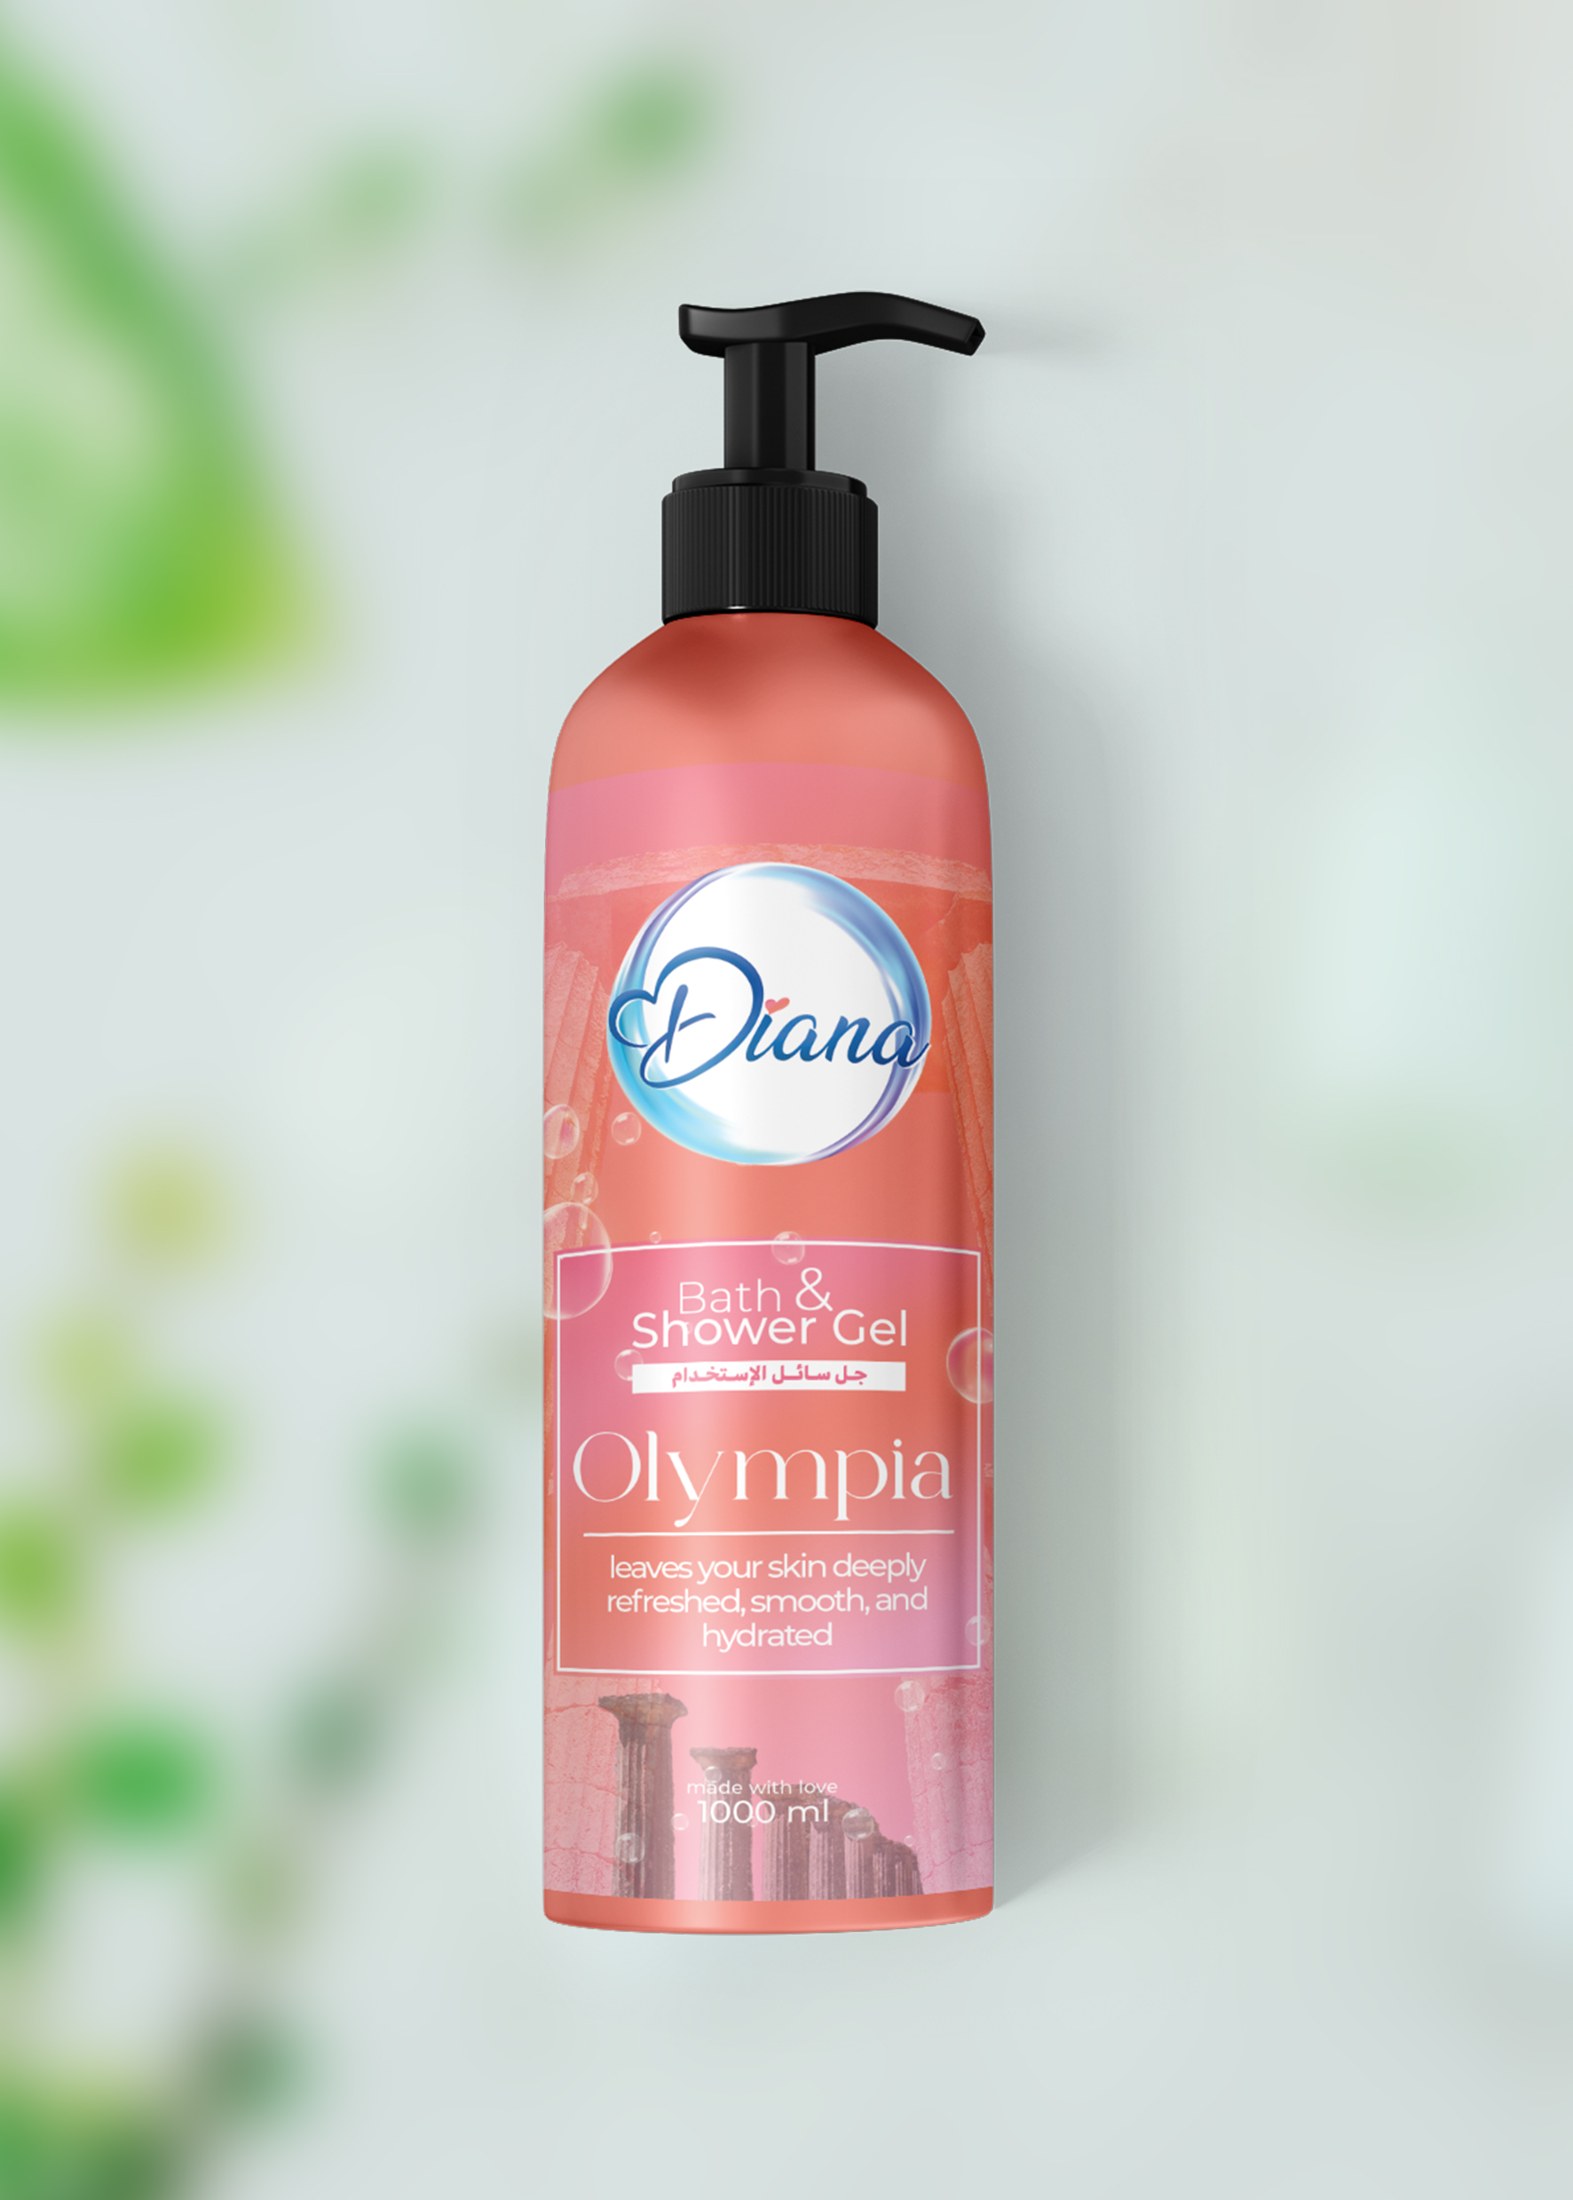 Diana
Bath &
Shower Gel
جل سائل الإستخدام
Olympia
leaves your skin deeply
refreshed, smooth, and
hydrated
made with love
1000 ml